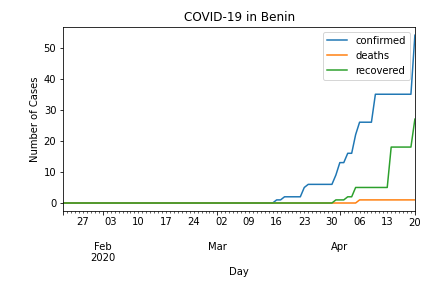 COVID-19 in Benin
confirmed
deaths
recovered
Number of Cases
50
40
30
20
10
0
27 03 10 17 24 02 09 16 23 30 06 13 20
Feb Mar Apr
2020
Day